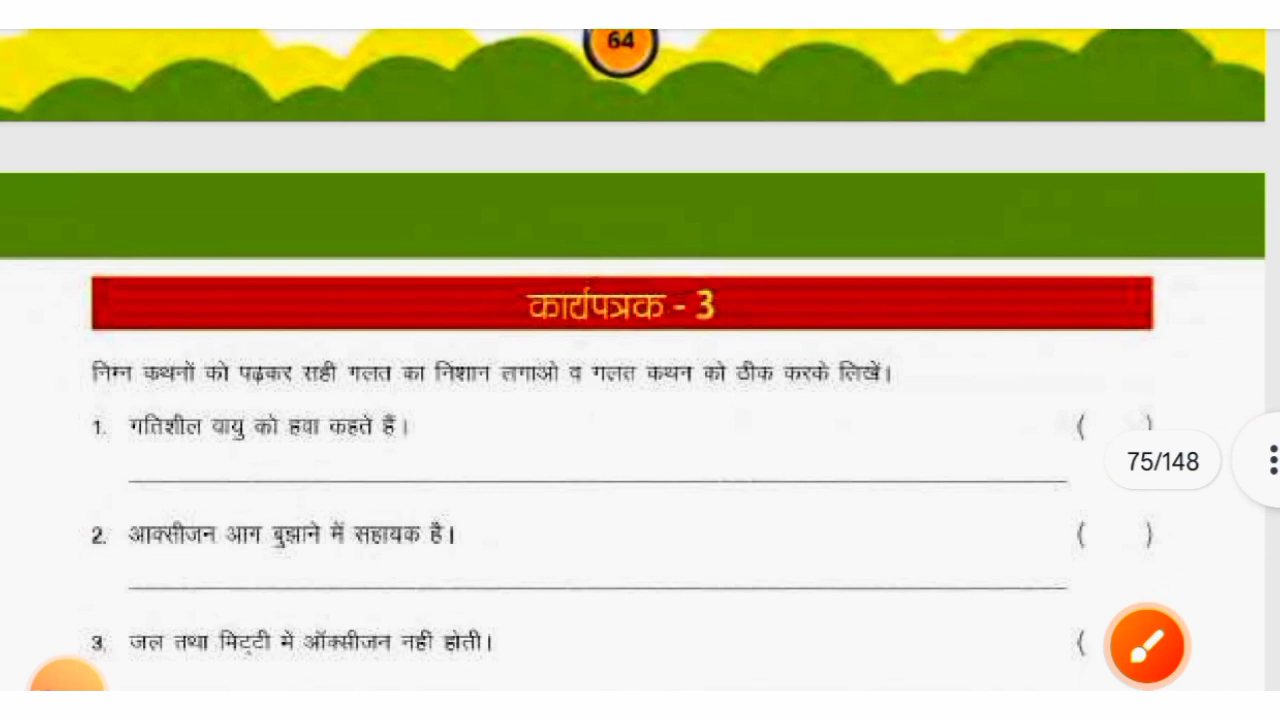 64
कार्यपत्रक - 3
निम्न कथनों को पढ़कर सही गलत का निशान लगाओ व गलत कथन को ठीक करके लिखें।
1. गतिशील वायु को हवा कहते हैं। ( )
75/148
2. आक्सीजन आग बुझाने में सहायक है। ( )
3. जल तथा मिट्टी में ऑक्सीजन नहीं होती। (